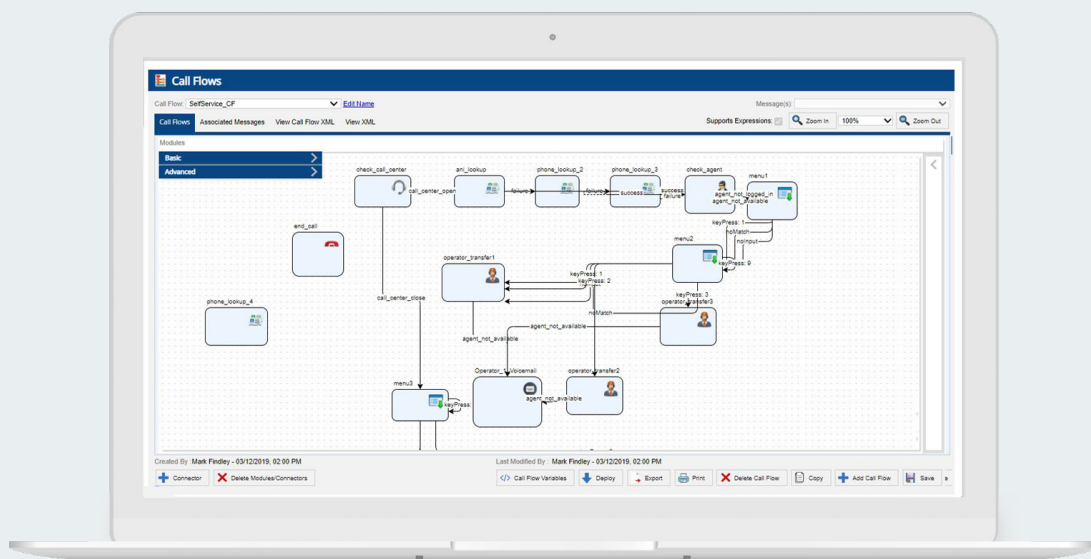 Call Flows
Call Flow: SelfService_CF Edit Name Message(s):
Call Flows Associated Messages View Call Flow XML View XML Supports Expressions: Zoom In 100% Zoom Out
Modules
Basic
Advanced
check_call_center ani_lookup phone_lookup_2 phone_lookup_3 check_agent menu1
call_center_open failure failure success success failure agent_not_logged_in
agent_not_available
end_call
keyPress: 1
noMatch
noInput
menu2
keyPress: 9
operator_transfer1
keyPress: 1
keyPress: 2
phone_lookup_4
call_center_close
keyPress: 3
operator_transfer3
noMatch
agent_not_available
agent_not_available
menu3
Operator_1_Voicemail
operator_transfer2
keyPress:
agent_not_available
Created By : Mark Findley - 03/12/2019, 02:00 PM Last Modified By : Mark Findley - 03/12/2019, 02:00 PM
Connector Delete Modules/Connectors Call Flow Variables Deploy Export Print Delete Call Flow Copy Add Call Flow Save